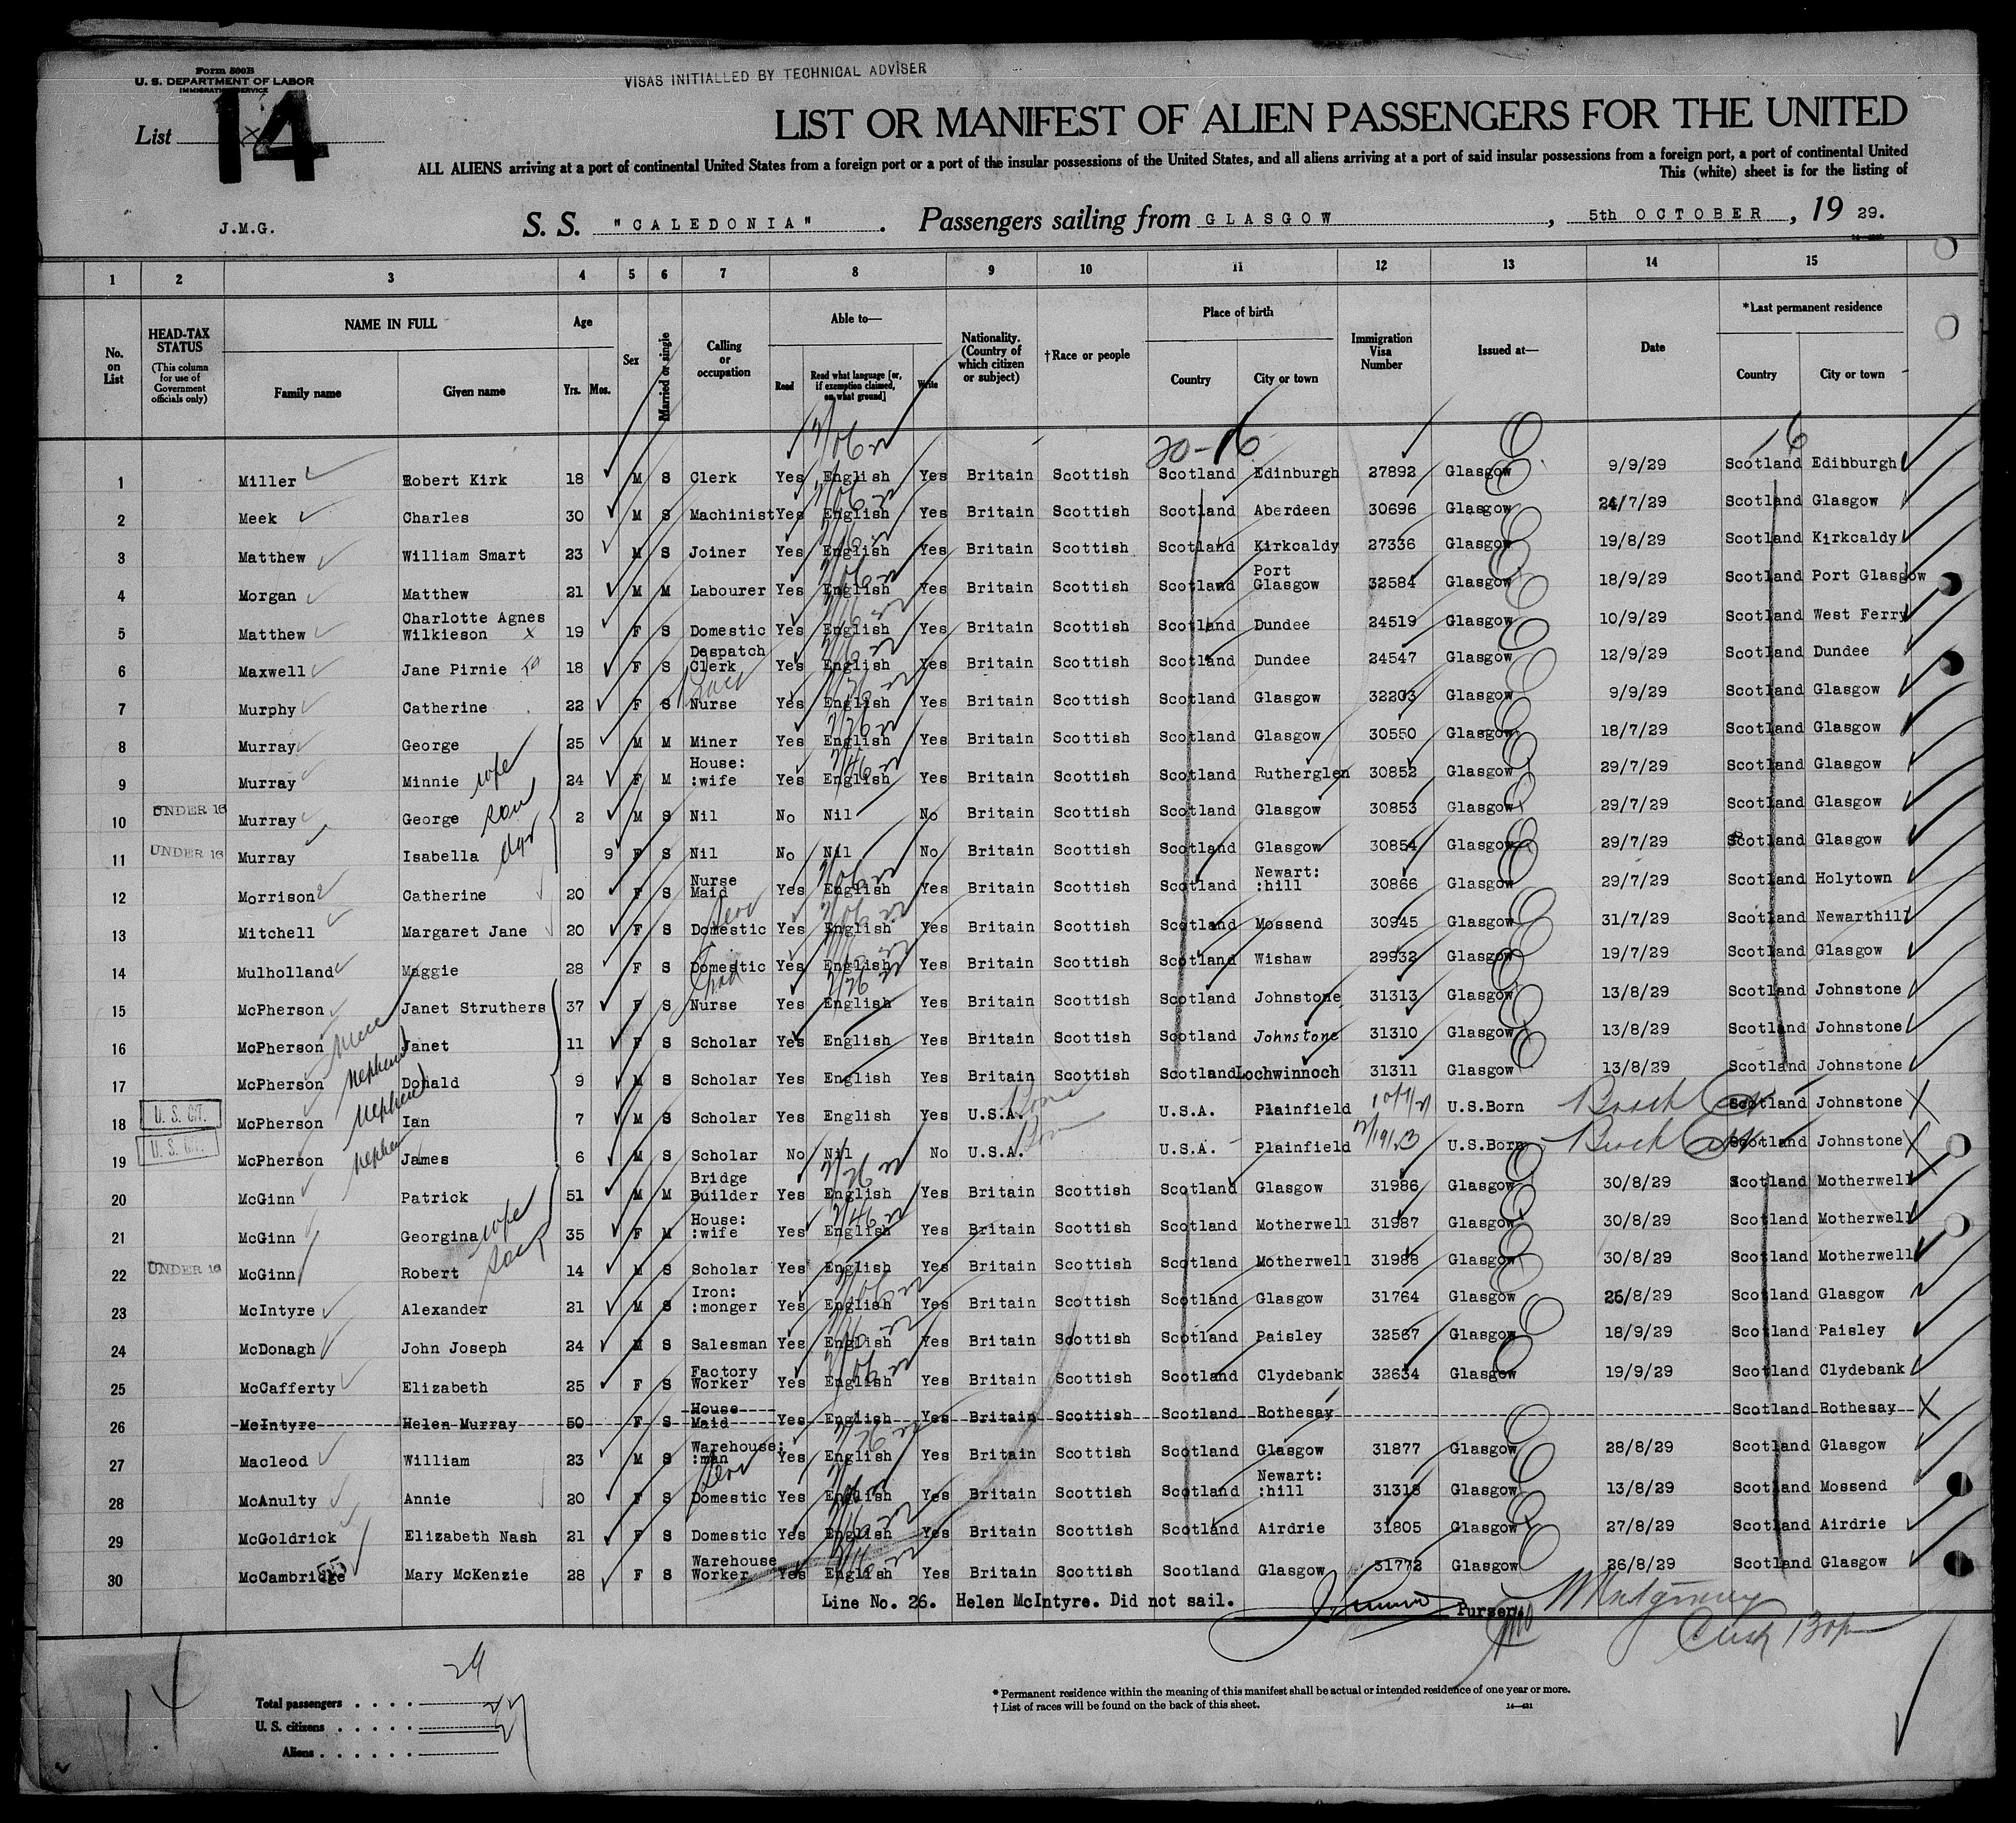 Form 500B
U. S. DEPARTMENT OF LABOR
IMMIGRATION SERVICE
VISAS INITIALLED BY TECHNICAL ADVISER
List 14
LIST OR MANIFEST OF ALIEN PASSENGERS FOR THE UNITED
ALL ALIENS arriving at a port of continental United States from a foreign port or a port of the insular possessions of the United States, and all aliens arriving at a port of said insular possessions from a foreign port, a port of continental United
This (white) sheet is for the listing of
J.M.G. S. S. "CALEDONIA". Passengers sailing from GLASGOW, 5th OCTOBER, 19 29.
1 2 3 4 5 6 7 8 9 10 11 12 13 14 15
No. on List
HEAD-TAX STATUS
(This column for use of Government officials only)
NAME IN FULL
Family name Given name
Age
Yrs. Mos.
Sex
Married or single
Calling or occupation
Able to—
Read Read what language [or, if exemption claimed, on what ground] Write
Nationality. (Country of which citizen or subject)
†Race or people
Place of birth
Country City or town
Immigration Visa Number
Issued at—
Date
*Last permanent residence
Country City or town
20-16 16
1 Miller Robert Kirk 18 M S Clerk Yes English Yes Britain Scottish Scotland Edinburgh 27892 Glasgow 9/9/29 Scotland Edinburgh
2 Meek Charles 30 M S Machinist Yes English Yes Britain Scottish Scotland Aberdeen 30696 Glasgow 24/7/29 Scotland Glasgow
3 Matthew William Smart 23 M S Joiner Yes English Yes Britain Scottish Scotland Kirkcaldy 27336 Glasgow 19/8/29 Scotland Kirkcaldy
4 Morgan Matthew 21 M M Labourer Yes English Yes Britain Scottish Scotland Port Glasgow 32584 Glasgow 18/9/29 Scotland Port Glasgow
5 Matthew Charlotte Agnes Wilkieson X 19 F S Domestic Yes English Yes Britain Scottish Scotland Dundee 24519 Glasgow 10/9/29 Scotland West Ferry
6 Maxwell Jane Pirnie 18 F S Despatch Clerk Yes English Yes Britain Scottish Scotland Dundee 24547 Glasgow 12/9/29 Scotland Dundee
7 Murphy Catherine 22 F S Nurse Yes English Yes Britain Scottish Scotland Glasgow 32203 Glasgow 9/9/29 Scotland Glasgow
8 Murray George 25 M M Miner Yes English Yes Britain Scottish Scotland Glasgow 30550 Glasgow 18/7/29 Scotland Glasgow
9 Murray Minnie wife 24 F M House: :wife Yes English Yes Britain Scottish Scotland Rutherglen 30852 Glasgow 29/7/29 Scotland Glasgow
10 UNDER 16 Murray George son 2 M S Nil No Nil No Britain Scottish Scotland Glasgow 30853 Glasgow 29/7/29 Scotland Glasgow
11 UNDER 16 Murray Isabella dgr 9 F S Nil No Nil No Britain Scottish Scotland Glasgow 30854 Glasgow 29/7/29 Scotland Glasgow
12 Morrison Catherine 20 F S Nurse Maid Yes English Yes Britain Scottish Scotland Newart: :hill 30866 Glasgow 29/7/29 Scotland Holytown
13 Mitchell Margaret Jane 20 F S Domestic Yes English Yes Britain Scottish Scotland Mossend 30945 Glasgow 31/7/29 Scotland Newarthill
14 Mulholland Maggie 28 F S Domestic Yes English Yes Britain Scottish Scotland Wishaw 29932 Glasgow 19/7/29 Scotland Glasgow
15 McPherson Janet Struthers 37 F S Nurse Yes English Yes Britain Scottish Scotland Johnstone 31313 Glasgow 13/8/29 Scotland Johnstone
16 McPherson niece Janet 11 F S Scholar Yes English Yes Britain Scottish Scotland Johnstone 31310 Glasgow 13/8/29 Scotland Johnstone
17 McPherson nephew Donald 9 M S Scholar Yes English Yes Britain Scottish Scotland Lochwinnoch 31311 Glasgow 13/8/29 Scotland Johnstone
18 U. S. CIT. McPherson nephew Ian 7 M S Scholar Yes English Yes U.S.A. Born U.S.A. Plainfield U.S.Born Scotland Johnstone X
19 U. S. CIT. McPherson nephew James 6 M S Scholar No Nil No U.S.A. Born U.S.A. Plainfield U.S.Born Scotland Johnstone X
20 McGinn Patrick 51 M M Bridge Builder Yes English Yes Britain Scottish Scotland Glasgow 31986 Glasgow 30/8/29 Scotland Motherwell
21 McGinn Georgina wife 35 F M House: :wife Yes English Yes Britain Scottish Scotland Motherwell 31987 Glasgow 30/8/29 Scotland Motherwell
22 UNDER 16 McGinn Robert son 14 M S Scholar Yes English Yes Britain Scottish Scotland Motherwell 31988 Glasgow 30/8/29 Scotland Motherwell
23 McIntyre Alexander 21 M S Iron: :monger Yes English Yes Britain Scottish Scotland Glasgow 31764 Glasgow 26/8/29 Scotland Glasgow
24 McDonagh John Joseph 24 M S Salesman Yes English Yes Britain Scottish Scotland Paisley 32567 Glasgow 18/9/29 Scotland Paisley
25 McCafferty Elizabeth 25 F S Factory Worker Yes English Yes Britain Scottish Scotland Clydebank 32634 Glasgow 19/9/29 Scotland Clydebank
26 McIntyre Helen Murray 50 F S House Maid Yes English Yes Britain Scottish Scotland Rothesay Scotland Rothesay X
27 Macleod William 23 M S Warehouse: :man Yes English Yes Britain Scottish Scotland Glasgow 31877 Glasgow 28/8/29 Scotland Glasgow
28 McAnulty Annie 20 F S Domestic Yes English Yes Britain Scottish Scotland Newart: :hill 31318 Glasgow 13/8/29 Scotland Mossend
29 McGoldrick Elizabeth Nash 21 F S Domestic Yes English Yes Britain Scottish Scotland Airdrie 31805 Glasgow 27/8/29 Scotland Airdrie
30 McCambridge Mary McKenzie 28 F S Warehouse Worker Yes English Yes Britain Scottish Scotland Glasgow 31772 Glasgow 26/8/29 Scotland Glasgow
Line No. 26. Helen McIntyre. Did not sail. Purser.
14
Total passengers . . . . 29
U. S. citizens . . . . . 2
Aliens . . . . . . 27
* Permanent residence within the meaning of this manifest shall be actual or intended residence of one year or more.
† List of races will be found on the back of this sheet.